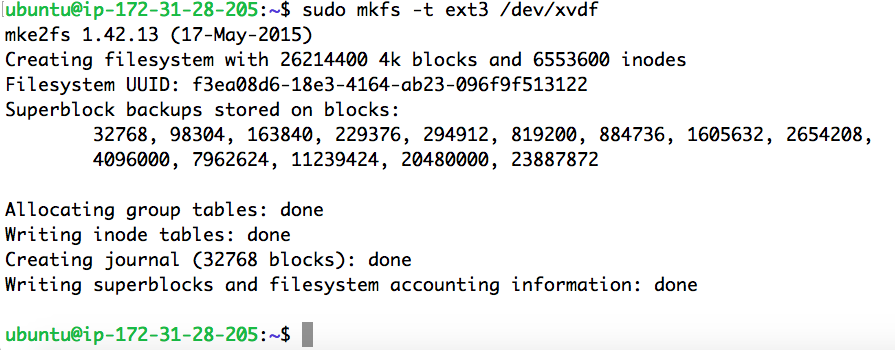 ubuntu@ip-172-31-28-205:~$ sudo mkfs -t ext3 /dev/xvdf
mke2fs 1.42.13 (17-May-2015)
Creating filesystem with 26214400 4k blocks and 6553600 inodes
Filesystem UUID: f3ea08d6-18e3-4164-ab23-096f9f513122
Superblock backups stored on blocks:
32768, 98304, 163840, 229376, 294912, 819200, 884736, 1605632, 2654208,
4096000, 7962624, 11239424, 20480000, 23887872
Allocating group tables: done
Writing inode tables: done
Creating journal (32768 blocks): done
Writing superblocks and filesystem accounting information: done
ubuntu@ip-172-31-28-205:~$